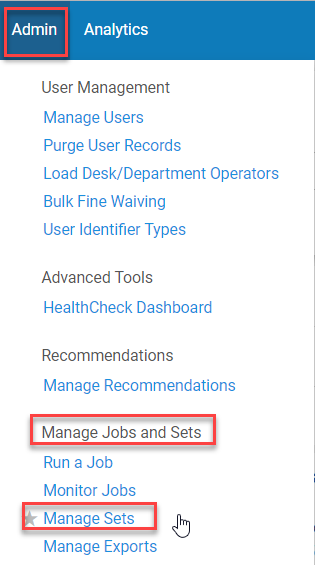 Admin Analytics
User Management
Manage Users
Purge User Records
Load Desk/Department Operators
Bulk Fine Waiving
User Identifier Types
Advanced Tools
HealthCheck Dashboard
Recommendations
Manage Recommendations
Manage Jobs and Sets
Run a Job
Monitor Jobs
Manage Sets
Manage Exports